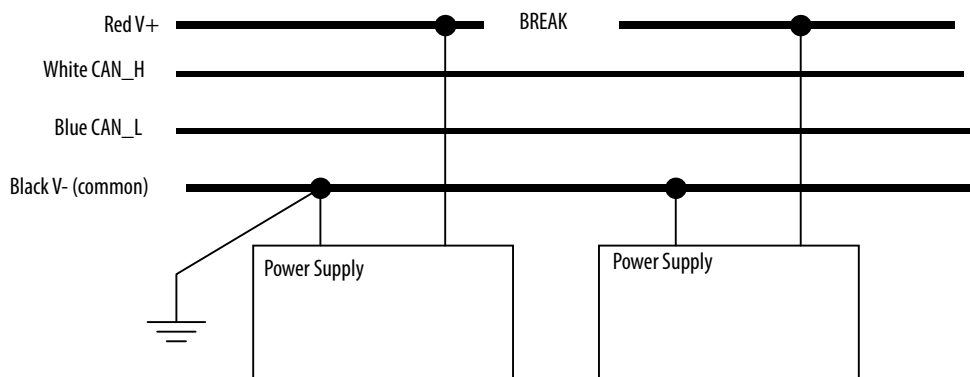 Red V+
BREAK
White CAN_H
Blue CAN_L
Black V- (common)
Power Supply
Power Supply